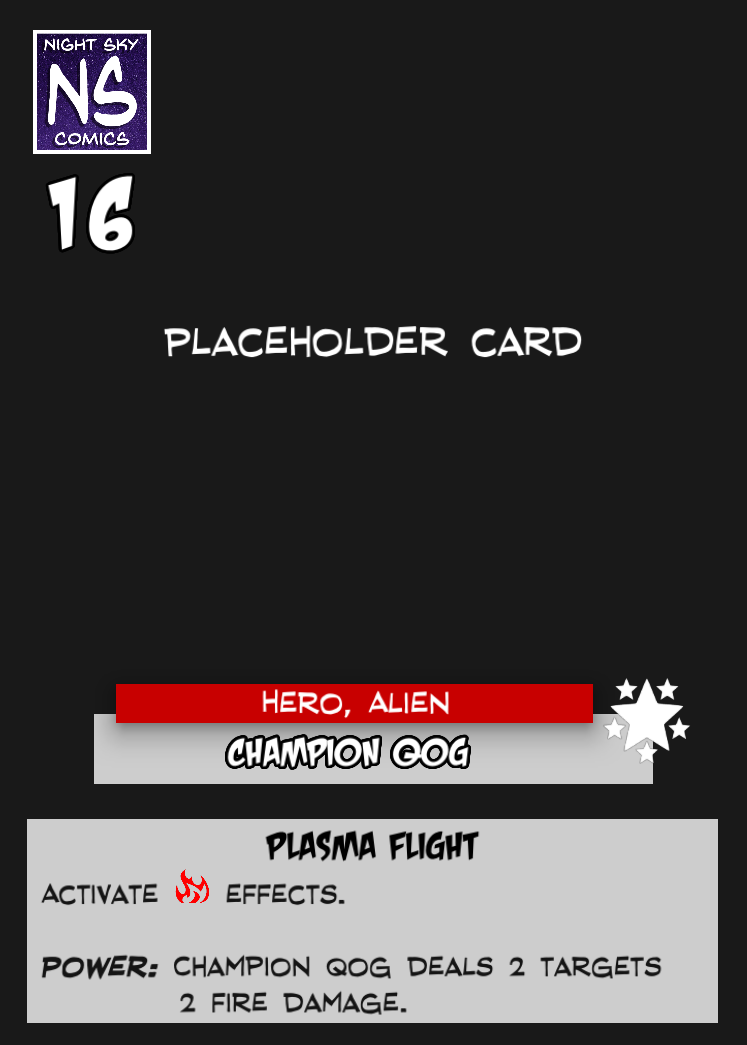 NIGHT SKY
NS
COMICS
16
PLACEHOLDER CARD
HERO, ALIEN
CHAMPION QOG
PLASMA FLIGHT
ACTIVATE EFFECTS.
POWER: CHAMPION QOG DEALS 2 TARGETS
2 FIRE DAMAGE.